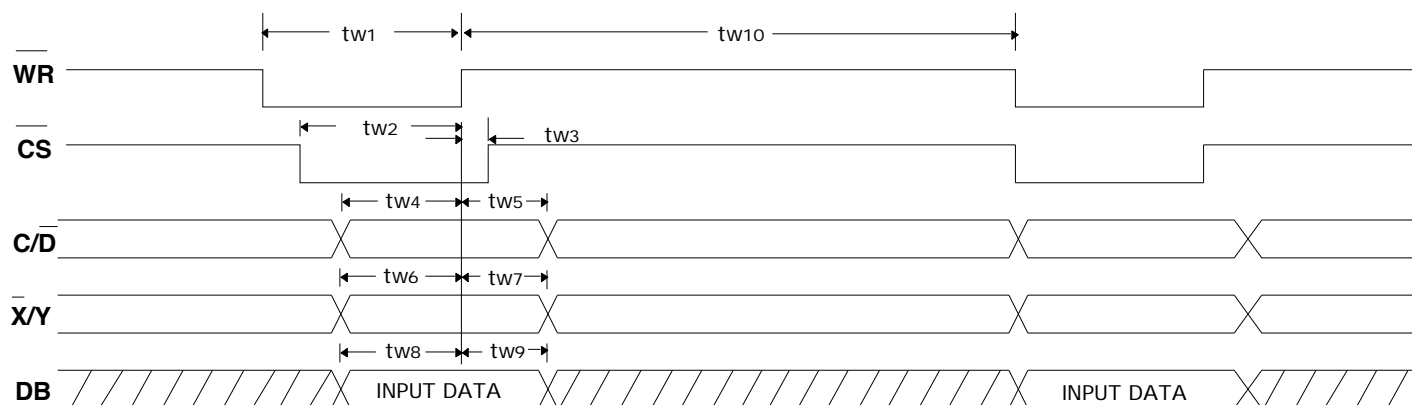 tw1 tw10
WR
tw2 tw3
CS
tw4 tw5
C/D
tw6 tw7
X/Y
tw8 tw9
DB INPUT DATA INPUT DATA